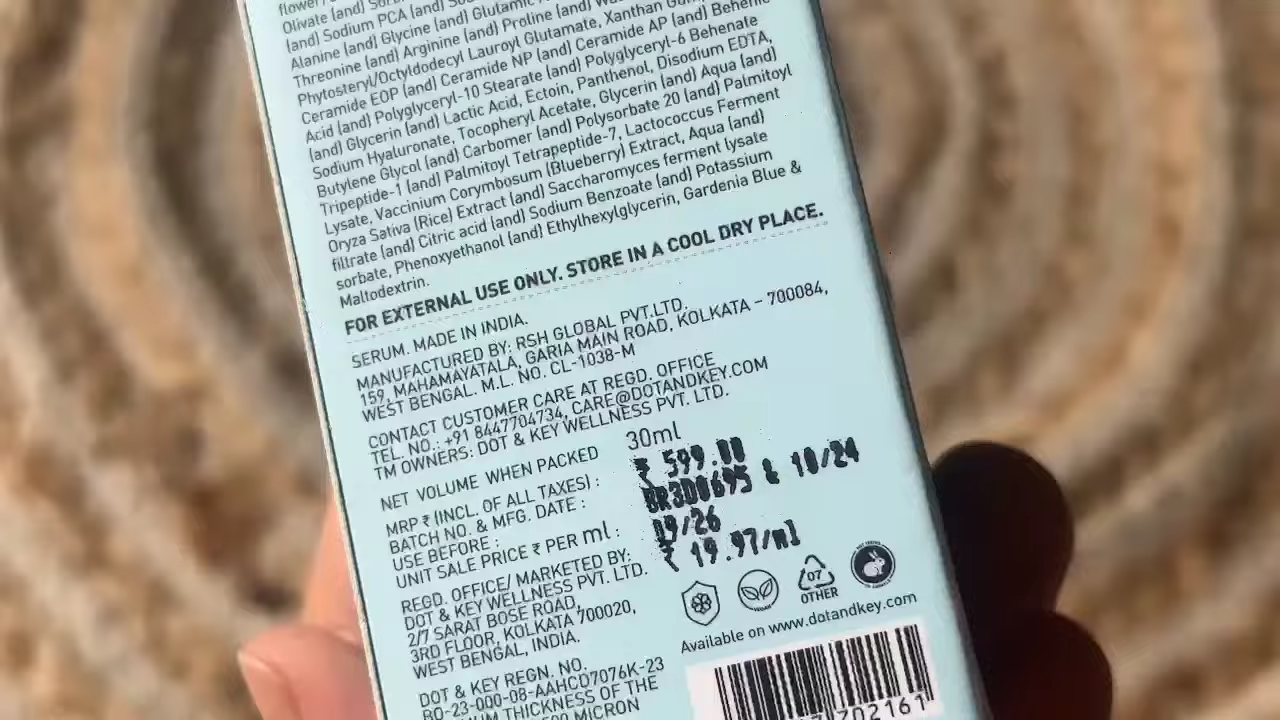 Olivate (and)
(and) Sodium PCA (and)
Alanine (and) Glycine (and) Glutamic
Threonine (and) Arginine (and) Proline (and)
Phytosteryl/Octyldodecyl Lauroyl Glutamate, Xanthan
Ceramide EOP (and) Ceramide NP (and) Ceramide AP (and) Behenic
Acid (and) Polyglyceryl-10 Stearate (and) Polyglyceryl-6 Behenate
(and) Glycerin (and) Lactic Acid, Ectoin, Panthenol, Disodium EDTA,
Sodium Hyaluronate, Tocopheryl Acetate, Glycerin (and) Aqua (and)
Butylene Glycol (and) Carbomer (and) Polysorbate 20 (and) Palmitoyl
Tripeptide-1 (and) Palmitoyl Tetrapeptide-7, Lactococcus Ferment
Lysate, Vaccinium Corymbosum (Blueberry) Extract, Aqua (and)
Oryza Sativa (Rice) Extract (and) Saccharomyces ferment lysate
filtrate (and) Citric acid (and) Sodium Benzoate (and) Potassium
sorbate, Phenoxyethanol (and) Ethylhexylglycerin, Gardenia Blue &
Maltodextrin.
FOR EXTERNAL USE ONLY. STORE IN A COOL DRY PLACE.
SERUM. MADE IN INDIA.
MANUFACTURED BY: RSH GLOBAL PVT.LTD.
159, MAHAMAYATALA, GARIA MAIN ROAD, KOLKATA – 700084,
WEST BENGAL. M.L. NO. CL-1038-M
CONTACT CUSTOMER CARE AT REGD. OFFICE
TEL. NO.: +91 8447704734, CARE@DOTANDKEY.COM
TM OWNERS: DOT & KEY WELLNESS PVT. LTD.
NET VOLUME WHEN PACKED 30ml
MRP ₹ (INCL. OF ALL TAXES) : ₹ 599.00
BATCH NO. & MFG. DATE : BR3D0695 & 10/24
USE BEFORE : 09/26
UNIT SALE PRICE ₹ PER ml : ₹ 19.97/ml
REGD. OFFICE/ MARKETED BY:
DOT & KEY WELLNESS PVT. LTD.
2/7 SARAT BOSE ROAD,
3RD FLOOR, KOLKATA 700020,
WEST BENGAL, INDIA.
07
OTHER
Available on www.dotandkey.com
DOT & KEY REGN. NO.
BO-23-000-08-AAHCD7076K-23
THICKNESS OF THE
MICRON
702161